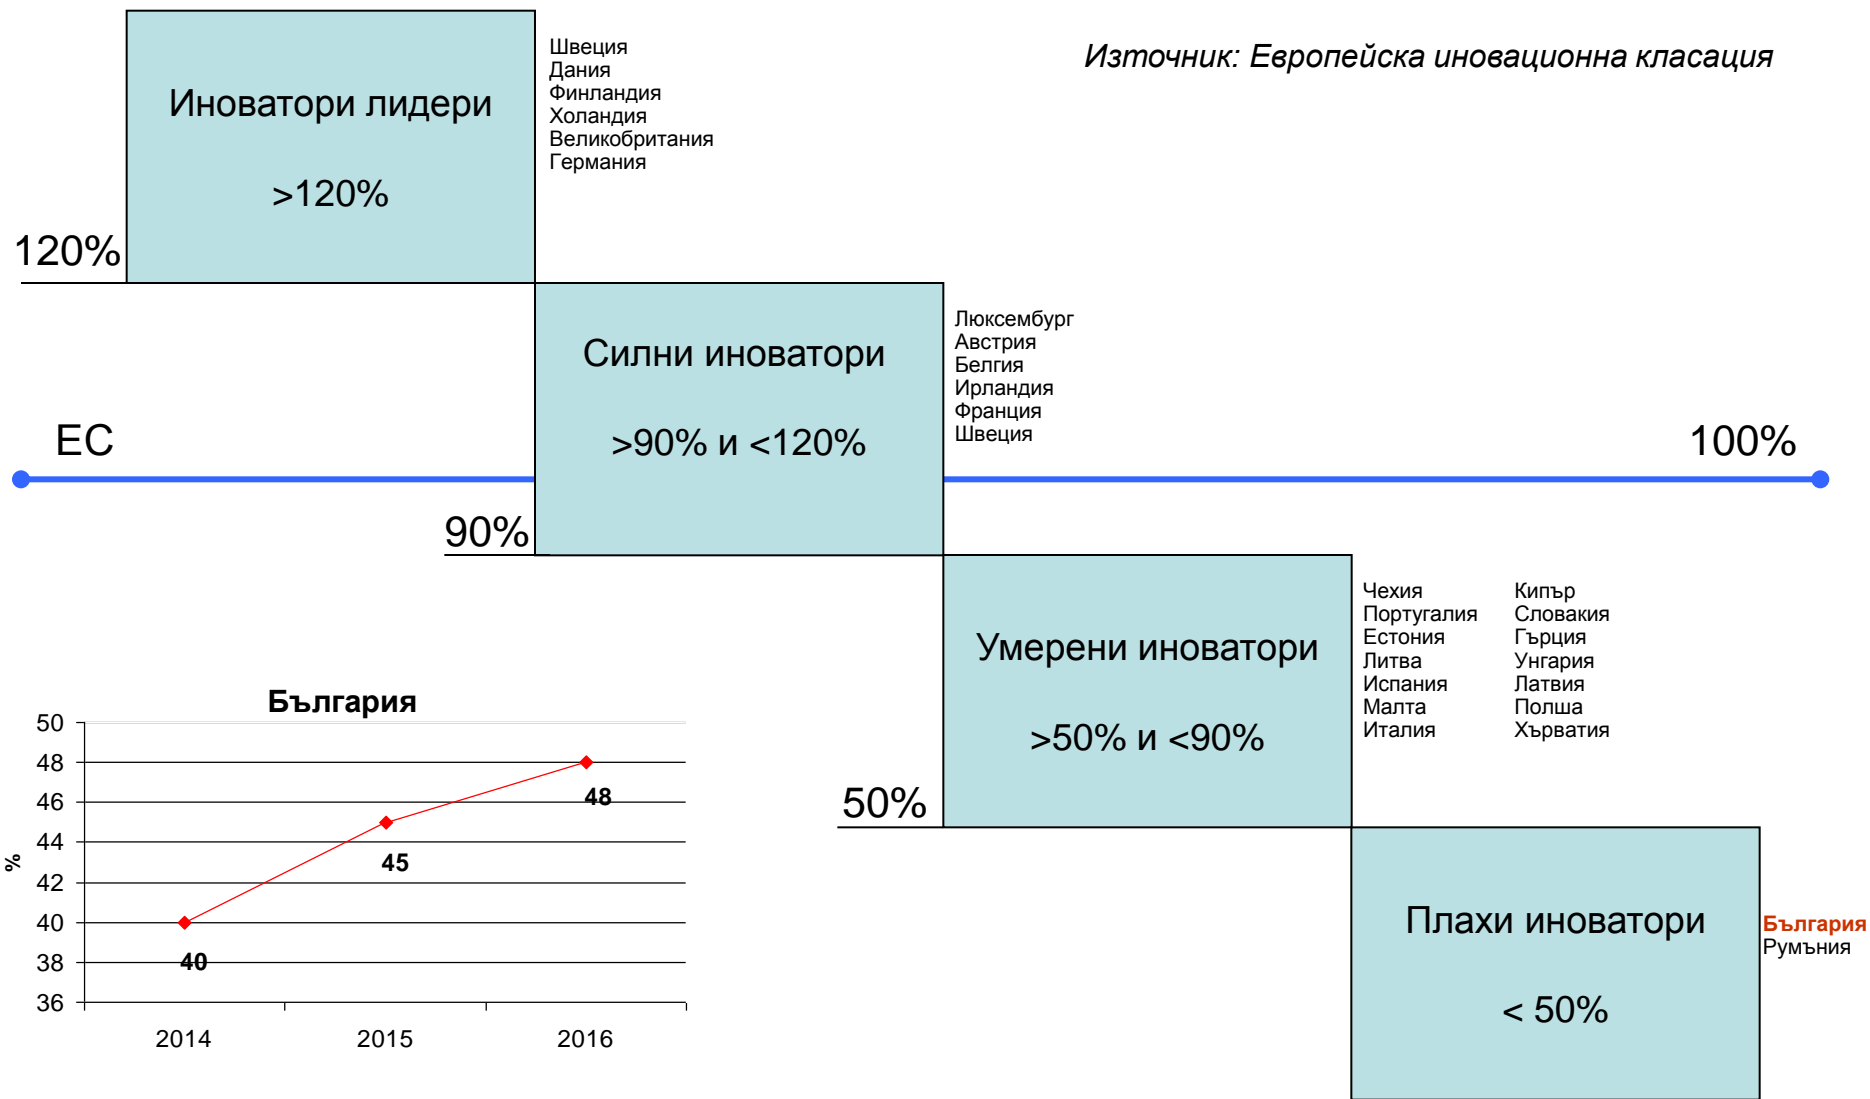 Източник: Европейска иновационна класация
Иноватори лидери
>120%
Швеция
Дания
Финландия
Холандия
Великобритания
Германия
120%
Силни иноватори
>90% и <120%
Люксембург
Австрия
Белгия
Ирландия
Франция
Швеция
ЕС
100%
90%
Умерени иноватори
>50% и <90%
Чехия
Португалия
Естония
Литва
Испания
Малта
Италия
Кипър
Словакия
Гърция
Унгария
Латвия
Полша
Хърватия
50%
Плахи иноватори
< 50%
България
Румъния
България
%
50
48
46
44
42
40
38
36
40
45
48
2014
2015
2016